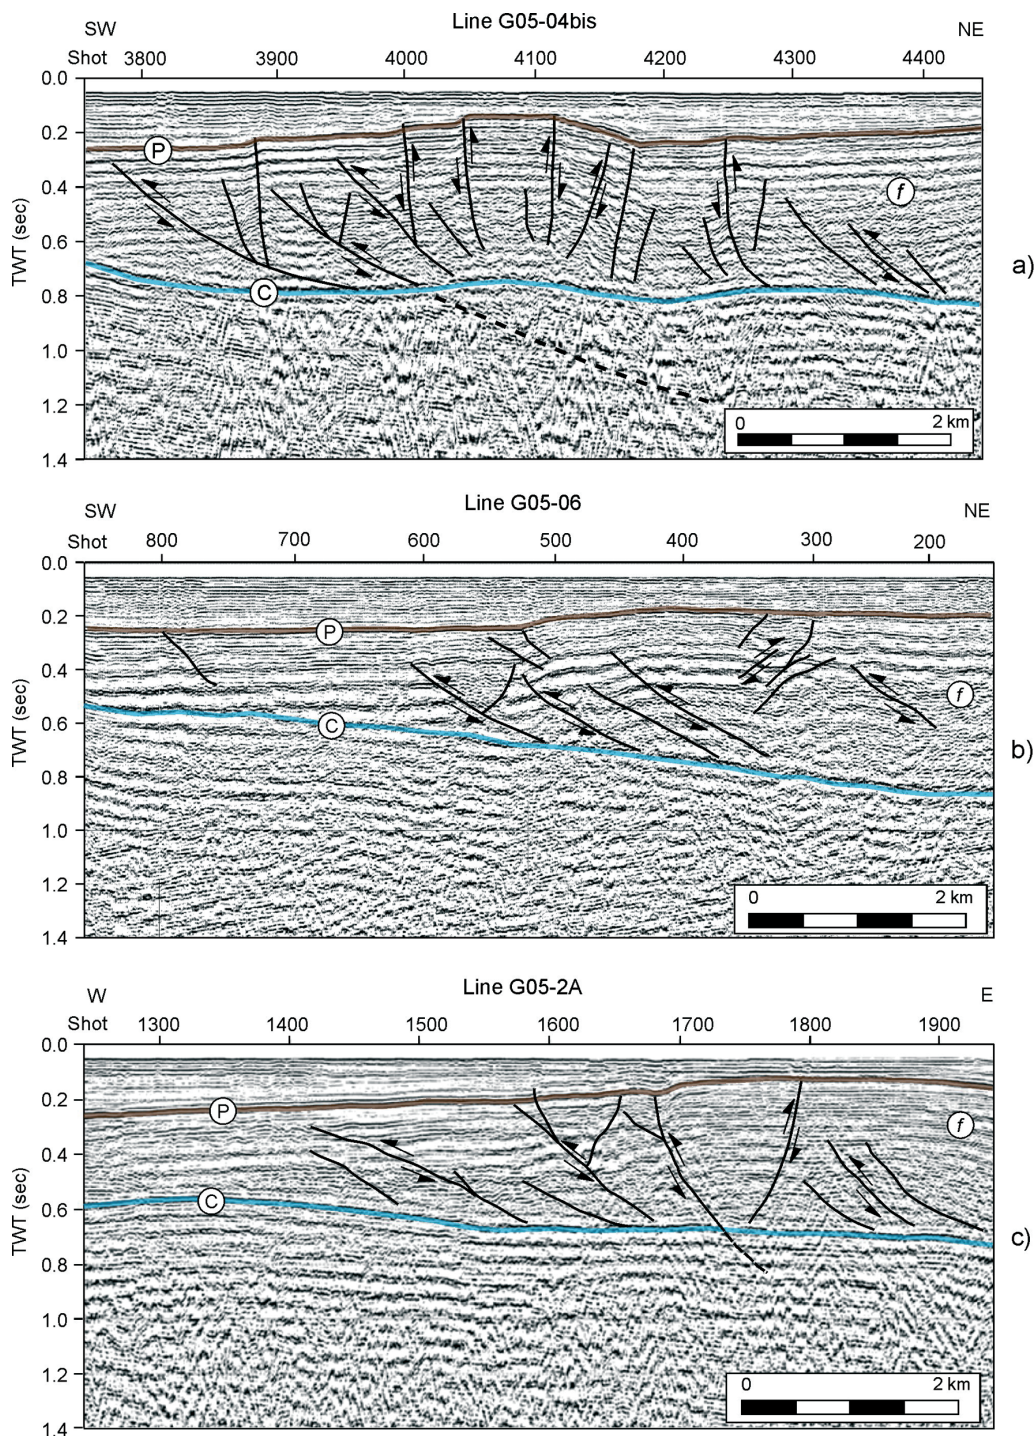 Line G05-04bis
SW NE
Shot 3800 3900 4000 4100 4200 4300 4400
0.0
P
0.2
f
0.4
TWT (sec)
0.6
a)
C
0.8
1.0
1.2
0 2 km
1.4
Line G05-06
SW NE
Shot 800 700 600 500 400 300 200
0.0
0.2
P
0.4
f
TWT (sec)
0.6
C
b)
0.8
1.0
1.2
0 2 km
1.4
Line G05-2A
W E
Shot 1300 1400 1500 1600 1700 1800 1900
0.0
0.2
P
f
0.4
TWT (sec)
C
0.6
c)
0.8
1.0
1.2
0 2 km
1.4